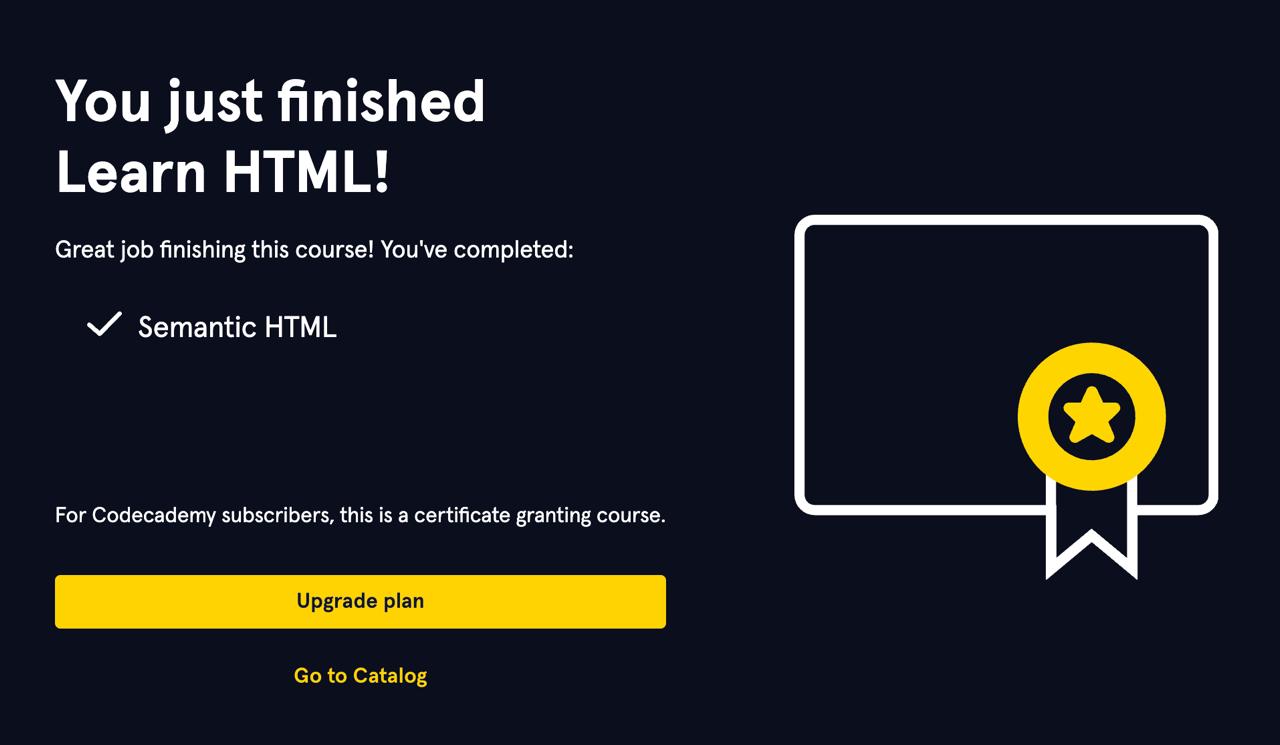 You just finished
Learn HTML!
Great job finishing this course! You've completed:
Semantic HTML
For Codecademy subscribers, this is a certificate granting course.
Upgrade plan
Go to Catalog